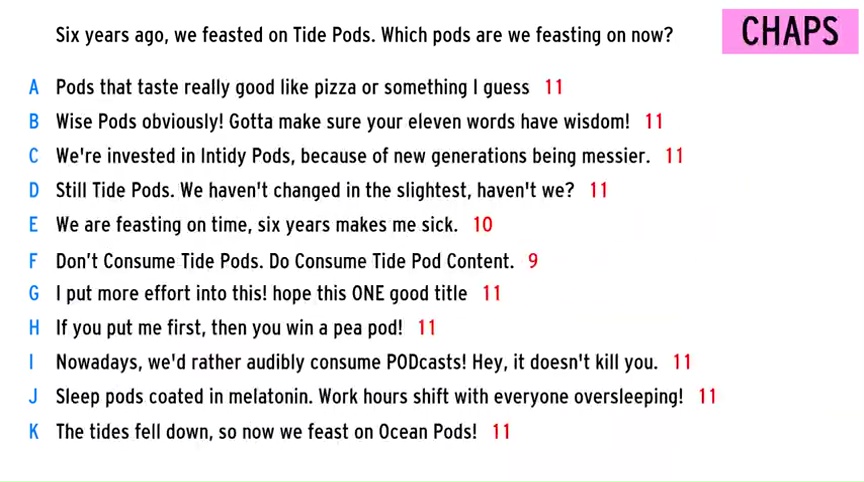 Six years ago, we feasted on Tide Pods. Which pods are we feasting on now?
CHAPS
A Pods that taste really good like pizza or something I guess 11
B Wise Pods obviously! Gotta make sure your eleven words have wisdom! 11
C We're invested in Intidy Pods, because of new generations being messier. 11
D Still Tide Pods. We haven't changed in the slightest, haven't we? 11
E We are feasting on time, six years makes me sick. 10
F Don't Consume Tide Pods. Do Consume Tide Pod Content. 9
G I put more effort into this! hope this ONE good title 11
H If you put me first, then you win a pea pod! 11
I Nowadays, we'd rather audibly consume PODcasts! Hey, it doesn't kill you. 11
J Sleep pods coated in melatonin. Work hours shift with everyone oversleeping! 11
K The tides fell down, so now we feast on Ocean Pods! 11